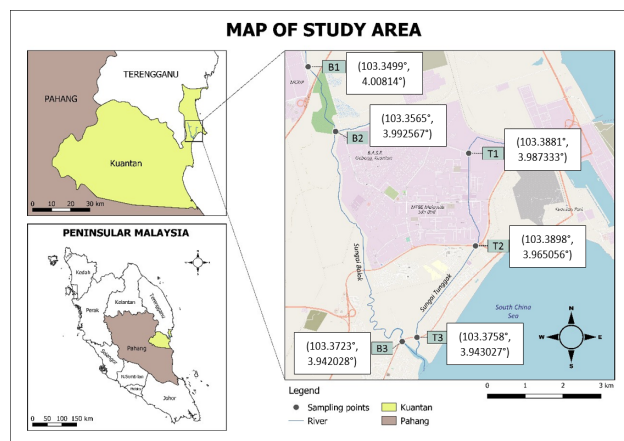 MAP OF STUDY AREA
TERENGGANU
PAHANG
Kuantan
0 10 20 30 km
PENINSULAR MALAYSIA
Kedah
Perak
Kelantan
Terengganu
Pahang
Selangor
N.Sembilan
Melaka
Johor
0 50 100 150 km
B1
(103.3499°,
4.00814°)
B2
(103.3565°,
3.992567°)
T1
(103.3881°,
3.987333°)
T2
(103.3898°,
3.965056°)
Sungai Balok
Sungai Tunggak
South China
Sea
N
W E
S
B3
(103.3723°,
3.942028°)
T3
(103.3758°,
3.943027°)
0 1 2 3 km
Legend
Sampling points
River
Kuantan
Pahang